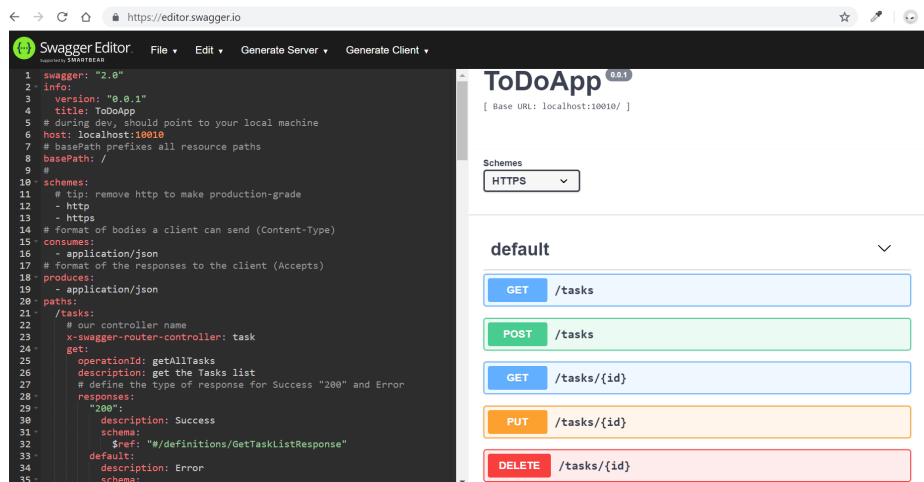 https://editor.swagger.io
Swagger Editor.
Supported by SMARTBEAR
File ▾ Edit ▾ Generate Server ▾ Generate Client ▾
1 swagger: "2.0"
2 info:
3 version: "0.0.1"
4 title: ToDoApp
5 # during dev, should point to your local machine
6 host: localhost:10010
7 # basePath prefixes all resource paths
8 basePath: /
9 #
10 schemes:
11 # tip: remove http to make production-grade
12 - http
13 - https
14 # format of bodies a client can send (Content-Type)
15 consumes:
16 - application/json
17 # format of the responses to the client (Accepts)
18 produces:
19 - application/json
20 paths:
21 /tasks:
22 # our controller name
23 x-swagger-router-controller: task
24 get:
25 operationId: getAllTasks
26 description: get the Tasks list
27 # define the type of response for Success "200" and Error
28 responses:
29 "200":
30 description: Success
31 schema:
32 $ref: "#/definitions/GetTaskListResponse"
33 default:
34 description: Error
35 schema:
ToDoApp 0.0.1
[ Base URL: localhost:10010/ ]
Schemes
HTTPS
default
GET /tasks
POST /tasks
GET /tasks/{id}
PUT /tasks/{id}
DELETE /tasks/{id}